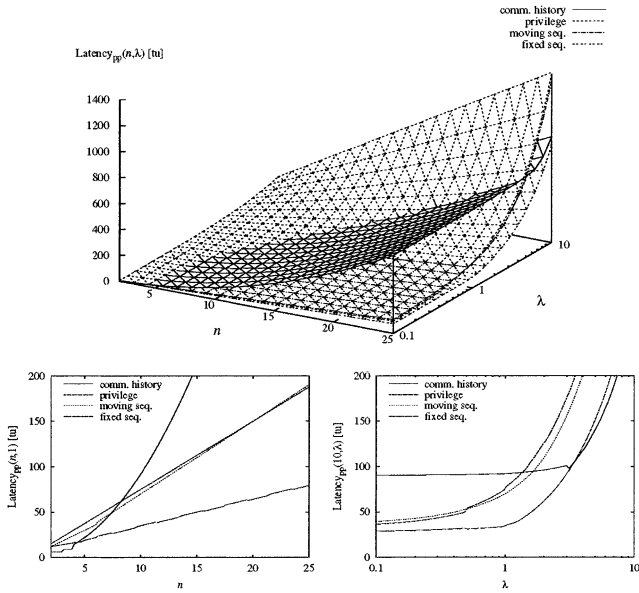 comm. history
privilege
moving seq.
fixed seq.
Latencypp(n,λ) [tu]
1400
1200
1000
800
600
400
200
0
5
10
15
20
25
n
0.1
1
10
λ
200
150
100
50
0
comm. history
privilege
moving seq.
fixed seq.
Latencypp(n,1) [tu]
5
10
15
20
25
n
200
150
100
50
0
comm. history
privilege
moving seq.
fixed seq.
Latencypp(10,λ) [tu]
0.1
1
10
λ